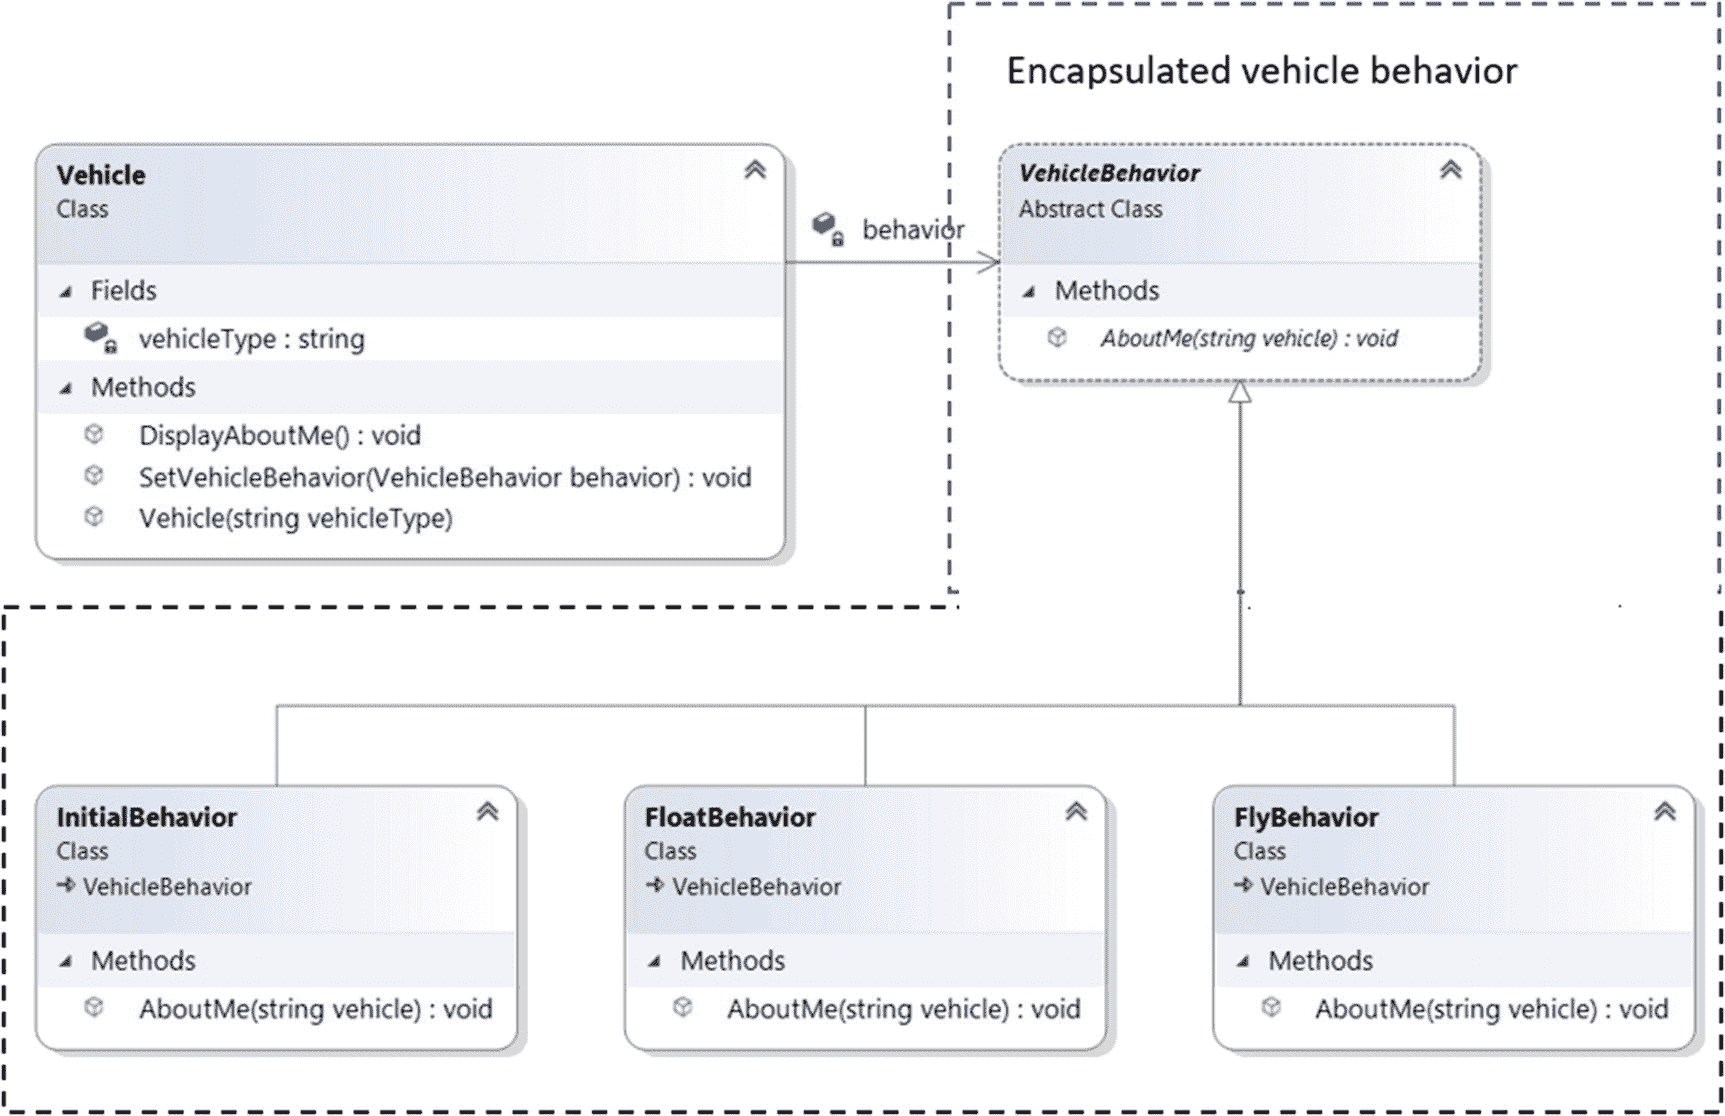 Encapsulated vehicle behavior
Vehicle
Class
Fields
vehicleType : string
Methods
DisplayAboutMe() : void
SetVehicleBehavior(VehicleBehavior behavior) : void
Vehicle(string vehicleType)
behavior
VehicleBehavior
Abstract Class
Methods
AboutMe(string vehicle) : void
InitialBehavior
Class
VehicleBehavior
Methods
AboutMe(string vehicle) : void
FloatBehavior
Class
VehicleBehavior
Methods
AboutMe(string vehicle) : void
FlyBehavior
Class
VehicleBehavior
Methods
AboutMe(string vehicle) : void